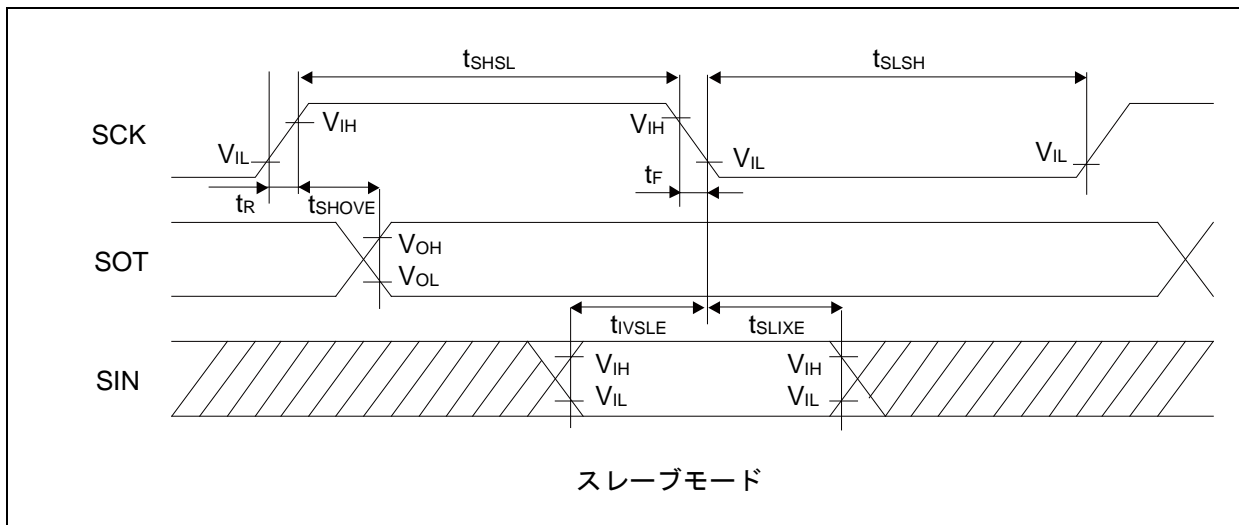 tSHSL
tSLSH
SCK
VIH
VIH
VIL
VIL
VIL
tR
tSHOVE
tF
SOT
VOH
VOL
tIVSLE
tSLIXE
SIN
VIH
VIH
VIL
VIL
スレーブモード